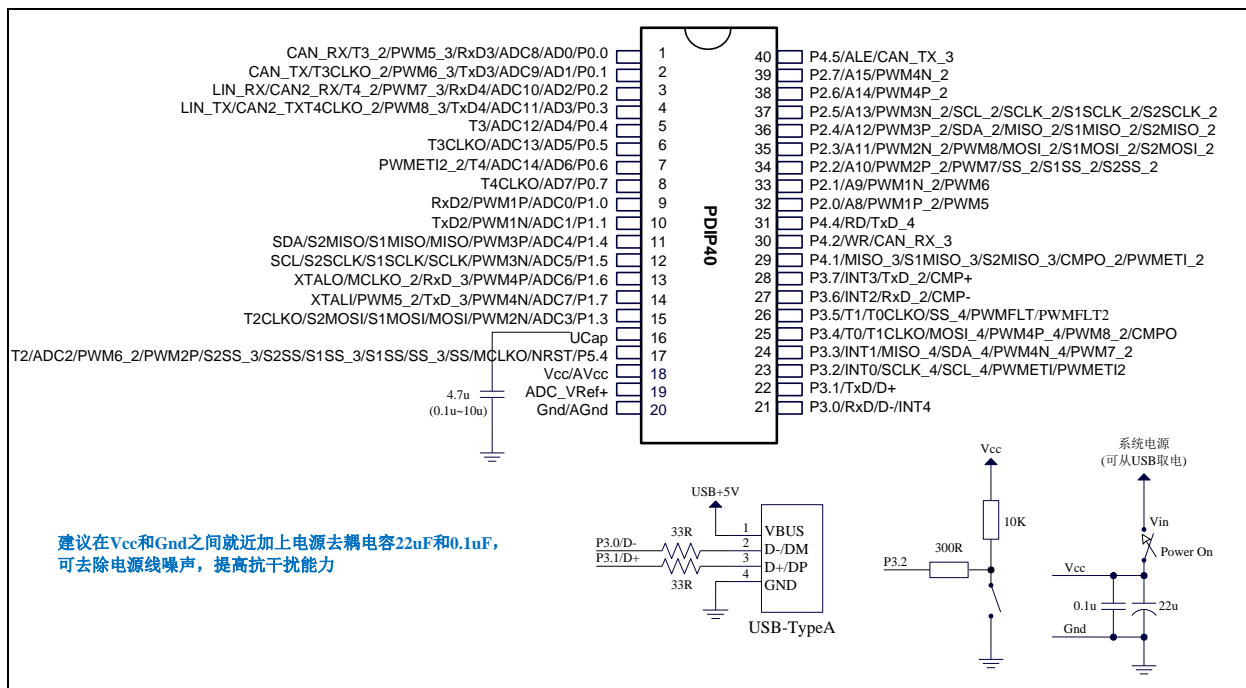 CAN_RX/T3_2/PWM5_3/RxD3/ADC8/AD0/P0.0
CAN_TX/T3CLKO_2/PWM6_3/TxD3/ADC9/AD1/P0.1
LIN_RX/CAN2_RX/T4_2/PWM7_3/RxD4/ADC10/AD2/P0.2
LIN_TX/CAN2_TXT4CLKO_2/PWM8_3/TxD4/ADC11/AD3/P0.3
T3/ADC12/AD4/P0.4
T3CLKO/ADC13/AD5/P0.5
PWMETI2_2/T4/ADC14/AD6/P0.6
T4CLKO/AD7/P0.7
RxD2/PWM1P/ADC0/P1.0
TxD2/PWM1N/ADC1/P1.1
SDA/S2MISO/S1MISO/MISO/PWM3P/ADC4/P1.4
SCL/S2SCLK/S1SCLK/SCLK/PWM3N/ADC5/P1.5
XTALO/MCLKO_2/RxD_3/PWM4P/ADC6/P1.6
XTALI/PWM5_2/TxD_3/PWM4N/ADC7/P1.7
T2CLKO/S2MOSI/S1MOSI/MOSI/PWM2N/ADC3/P1.3
UCap
T2/ADC2/PWM6_2/PWM2P/S2SS_3/S2SS/S1SS_3/S1SS/SS_3/SS/MCLKO/NRST/P5.4
Vcc/AVcc
ADC_VRef+
Gnd/AGnd
1
2
3
4
5
6
7
8
9
10
11
12
13
14
15
16
17
18
19
20
PDIP40
40
39
38
37
36
35
34
33
32
31
30
29
28
27
26
25
24
23
22
21
P4.5/ALE/CAN_TX_3
P2.7/A15/PWM4N_2
P2.6/A14/PWM4P_2
P2.5/A13/PWM3N_2/SCL_2/SCLK_2/S1SCLK_2/S2SCLK_2
P2.4/A12/PWM3P_2/SDA_2/MISO_2/S1MISO_2/S2MISO_2
P2.3/A11/PWM2N_2/PWM8/MOSI_2/S1MOSI_2/S2MOSI_2
P2.2/A10/PWM2P_2/PWM7/SS_2/S1SS_2/S2SS_2
P2.1/A9/PWM1N_2/PWM6
P2.0/A8/PWM1P_2/PWM5
P4.4/RD/TxD_4
P4.2/WR/CAN_RX_3
P4.1/MISO_3/S1MISO_3/S2MISO_3/CMPO_2/PWMETI_2
P3.7/INT3/TxD_2/CMP+
P3.6/INT2/RxD_2/CMP-
P3.5/T1/T0CLKO/SS_4/PWMFLT/PWMFLT2
P3.4/T0/T1CLKO/MOSI_4/PWM4P_4/PWM8_2/CMPO
P3.3/INT1/MISO_4/SDA_4/PWM4N_4/PWM7_2
P3.2/INT0/SCLK_4/SCL_4/PWMETI/PWMETI2
P3.1/TxD/D+
P3.0/RxD/D-/INT4
4.7u
(0.1u~10u)
建议在Vcc和Gnd之间就近加上电源去耦电容22uF和0.1uF，
可去除电源线噪声，提高抗干扰能力
USB+5V
33R
P3.0/D-
P3.1/D+
33R
1
2
3
4
VBUS
D-/DM
D+/DP
GND
USB-TypeA
Vcc
10K
300R
P3.2
系统电源
(可从USB取电)
Vin
Power On
Vcc
0.1u
22u
Gnd